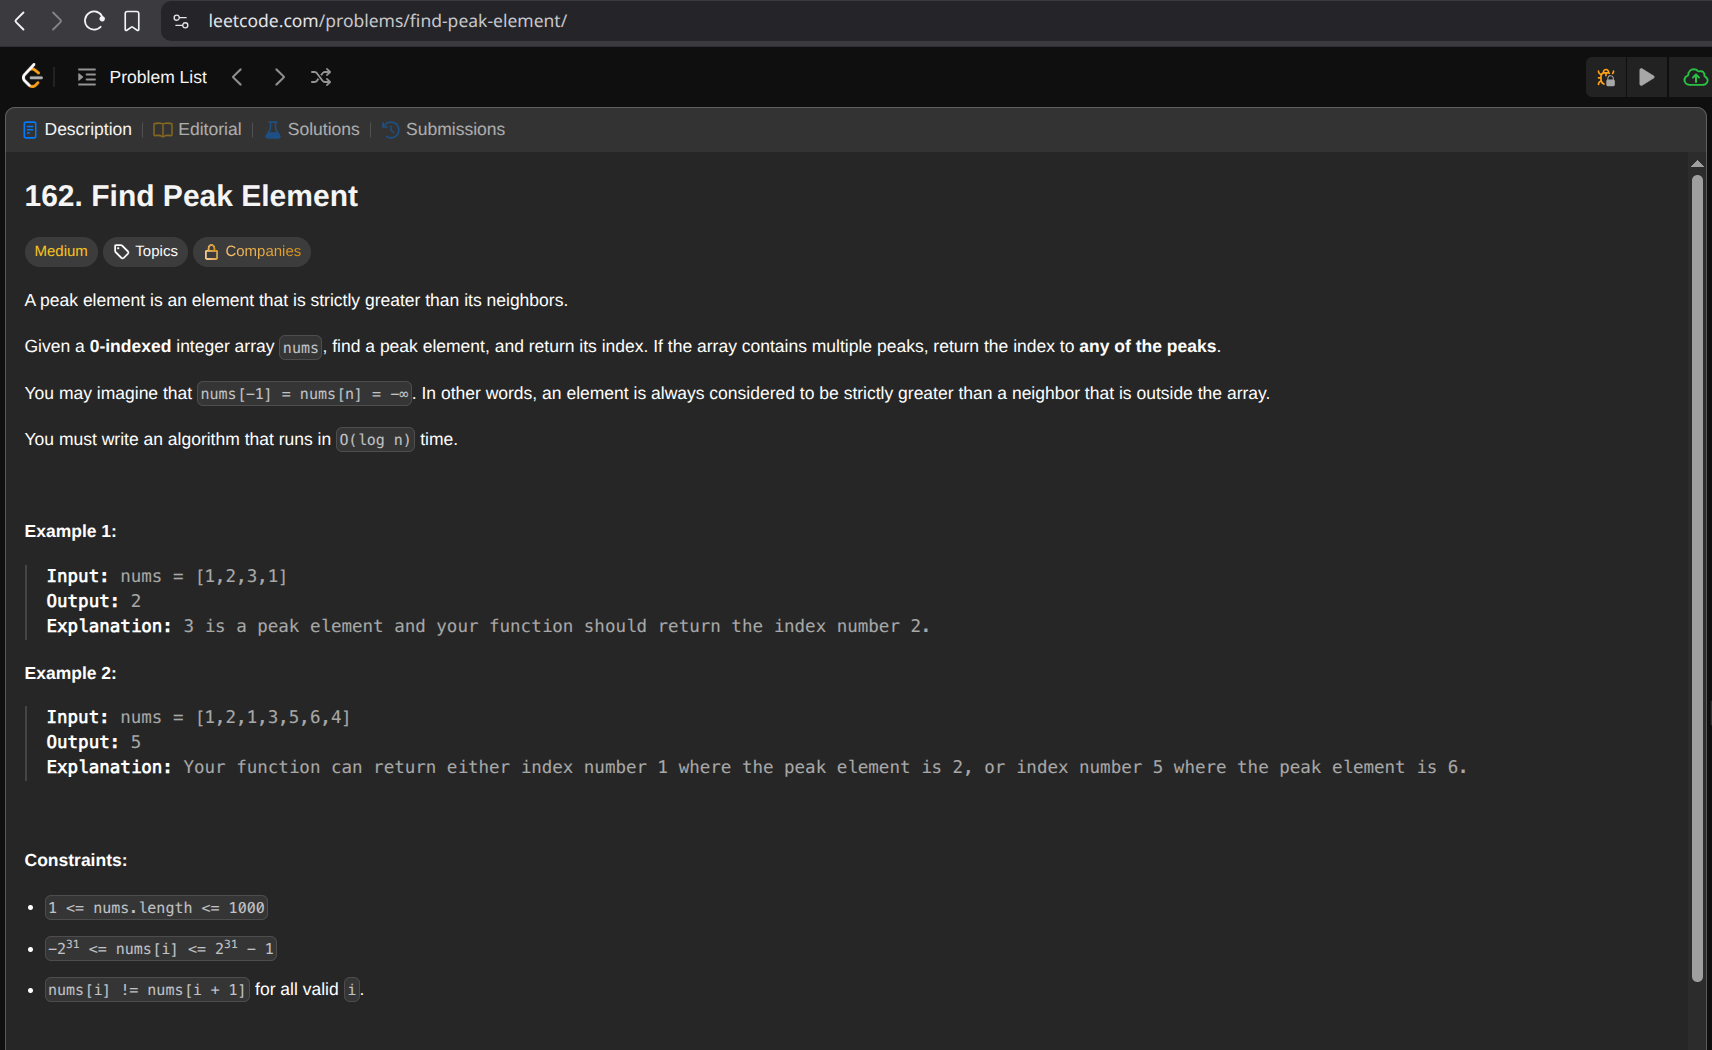 leetcode.com/problems/find-peak-element/
Problem List
Description
Editorial
Solutions
Submissions
162. Find Peak Element
Medium
Topics
Companies
A peak element is an element that is strictly greater than its neighbors.
Given a 0-indexed integer array nums, find a peak element, and return its index. If the array contains multiple peaks, return the index to any of the peaks.
You may imagine that nums[-1] = nums[n] = -∞. In other words, an element is always considered to be strictly greater than a neighbor that is outside the array.
You must write an algorithm that runs in O(log n) time.
Example 1:
Input: nums = [1,2,3,1]
Output: 2
Explanation: 3 is a peak element and your function should return the index number 2.
Example 2:
Input: nums = [1,2,1,3,5,6,4]
Output: 5
Explanation: Your function can return either index number 1 where the peak element is 2, or index number 5 where the peak element is 6.
Constraints:
1 <= nums.length <= 1000
-2³¹ <= nums[i] <= 2³¹ - 1
nums[i] != nums[i + 1] for all valid i.